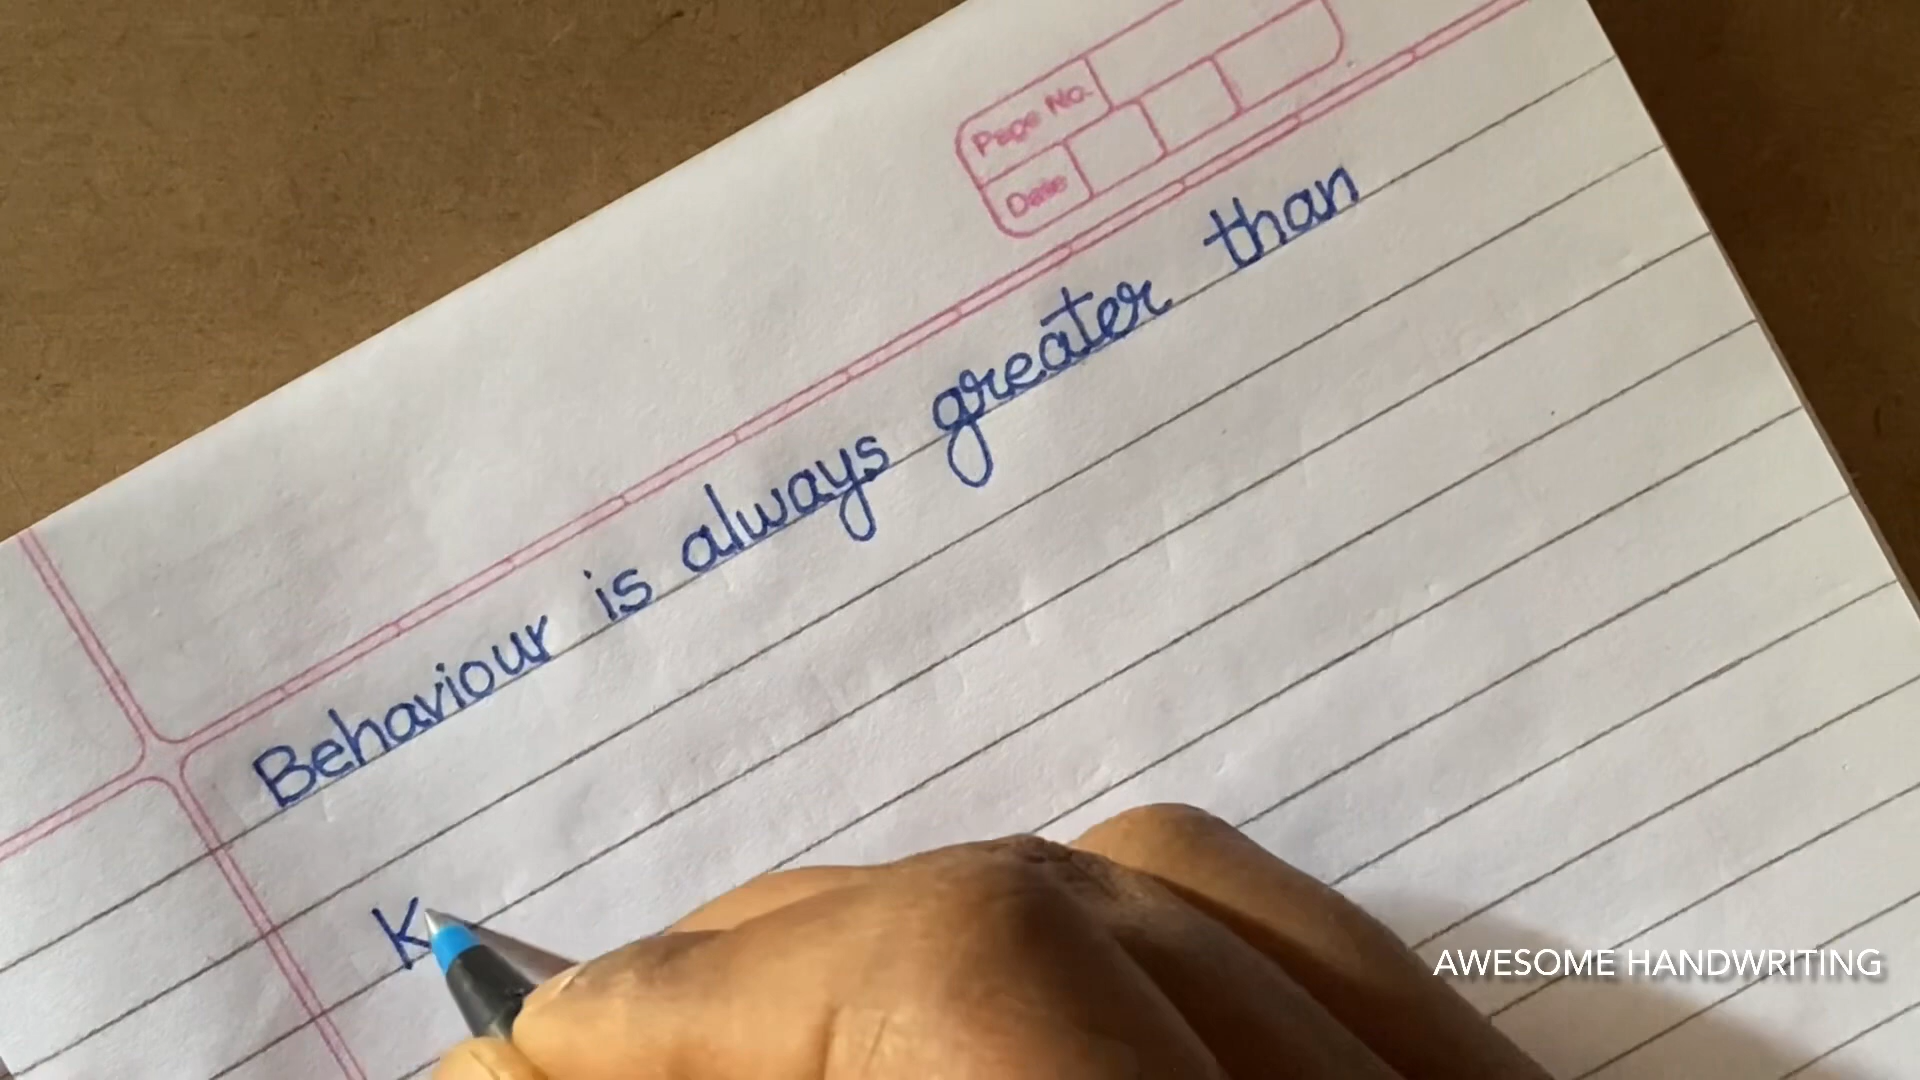 Page No.
Date
Behaviour is always greater than
K
AWESOME HANDWRITING